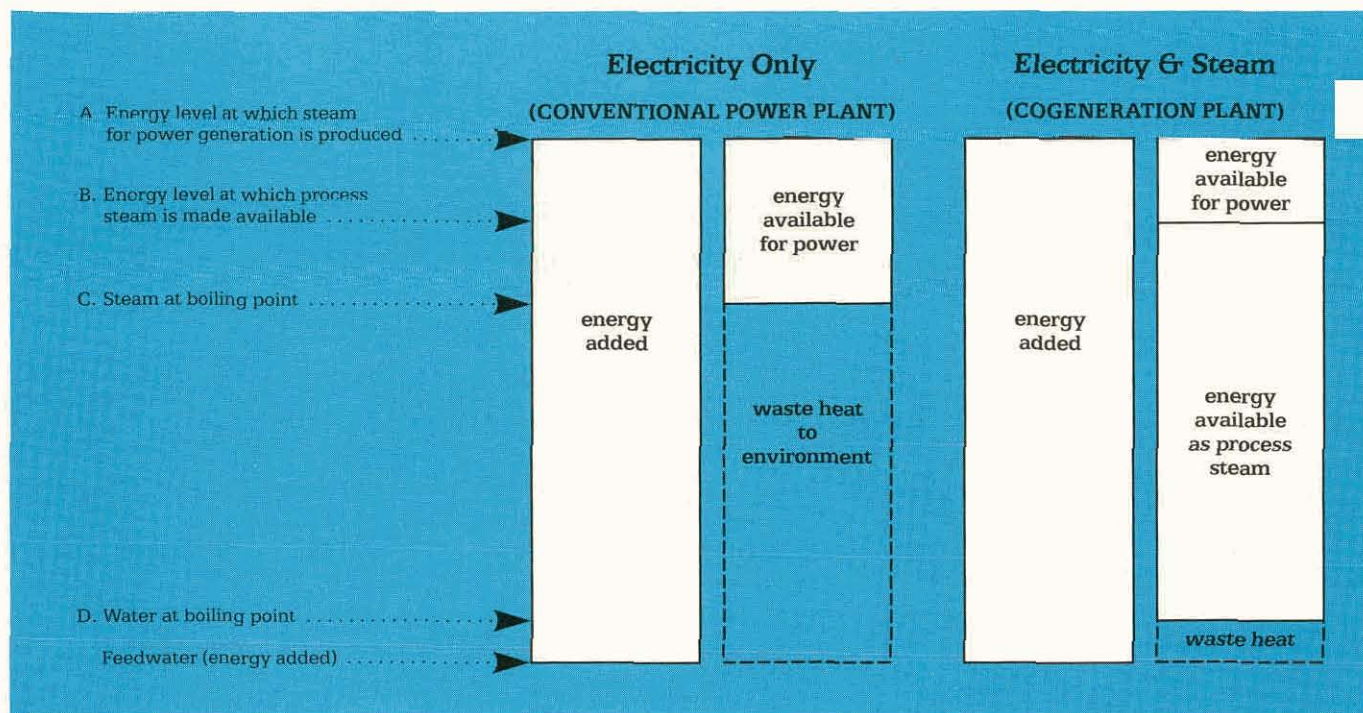 Electricity Only
(CONVENTIONAL POWER PLANT)
Electricity & Steam
(COGENERATION PLANT)
A. Energy level at which steam
for power generation is produced
B. Energy level at which process
steam is made available
C. Steam at boiling point
D. Water at boiling point
Feedwater (energy added)
energy
added
energy
available
for power
waste heat
to
environment
energy
added
energy
available
for power
energy
available
as process
steam
waste heat